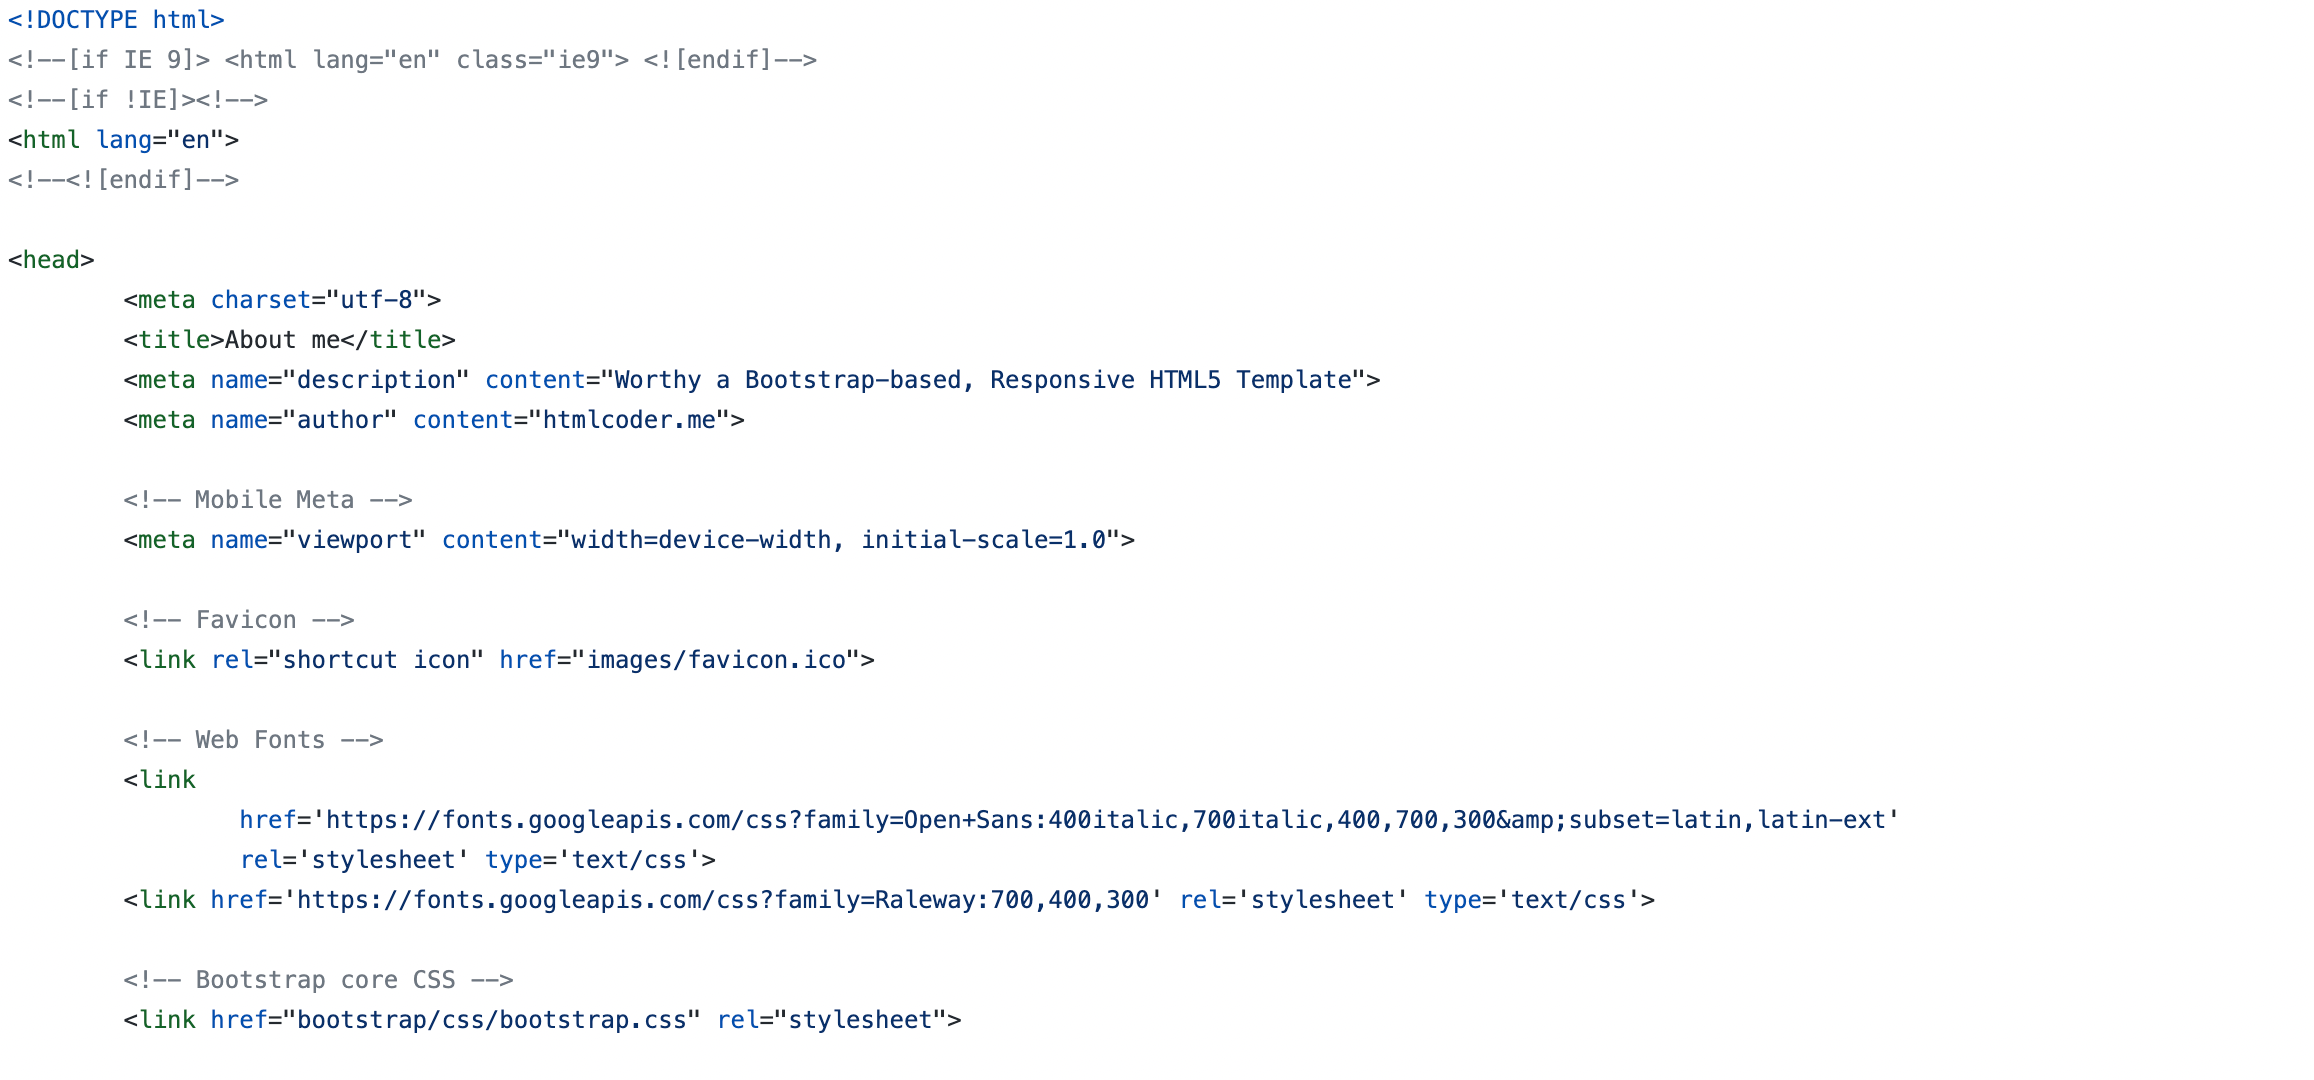 <!DOCTYPE html>
<!--[if IE 9]> <html lang="en" class="ie9"> <![endif]-->
<!--[if !IE]><!-->
<html lang="en">
<!--<![endif]-->

<head>
	<meta charset="utf-8">
	<title>About me</title>
	<meta name="description" content="Worthy a Bootstrap-based, Responsive HTML5 Template">
	<meta name="author" content="htmlcoder.me">

	<!-- Mobile Meta -->
	<meta name="viewport" content="width=device-width, initial-scale=1.0">

	<!-- Favicon -->
	<link rel="shortcut icon" href="images/favicon.ico">

	<!-- Web Fonts -->
	<link
		href='https://fonts.googleapis.com/css?family=Open+Sans:400italic,700italic,400,700,300&amp;subset=latin,latin-ext'
		rel='stylesheet' type='text/css'>
	<link href='https://fonts.googleapis.com/css?family=Raleway:700,400,300' rel='stylesheet' type='text/css'>

	<!-- Bootstrap core CSS -->
	<link href="bootstrap/css/bootstrap.css" rel="stylesheet">